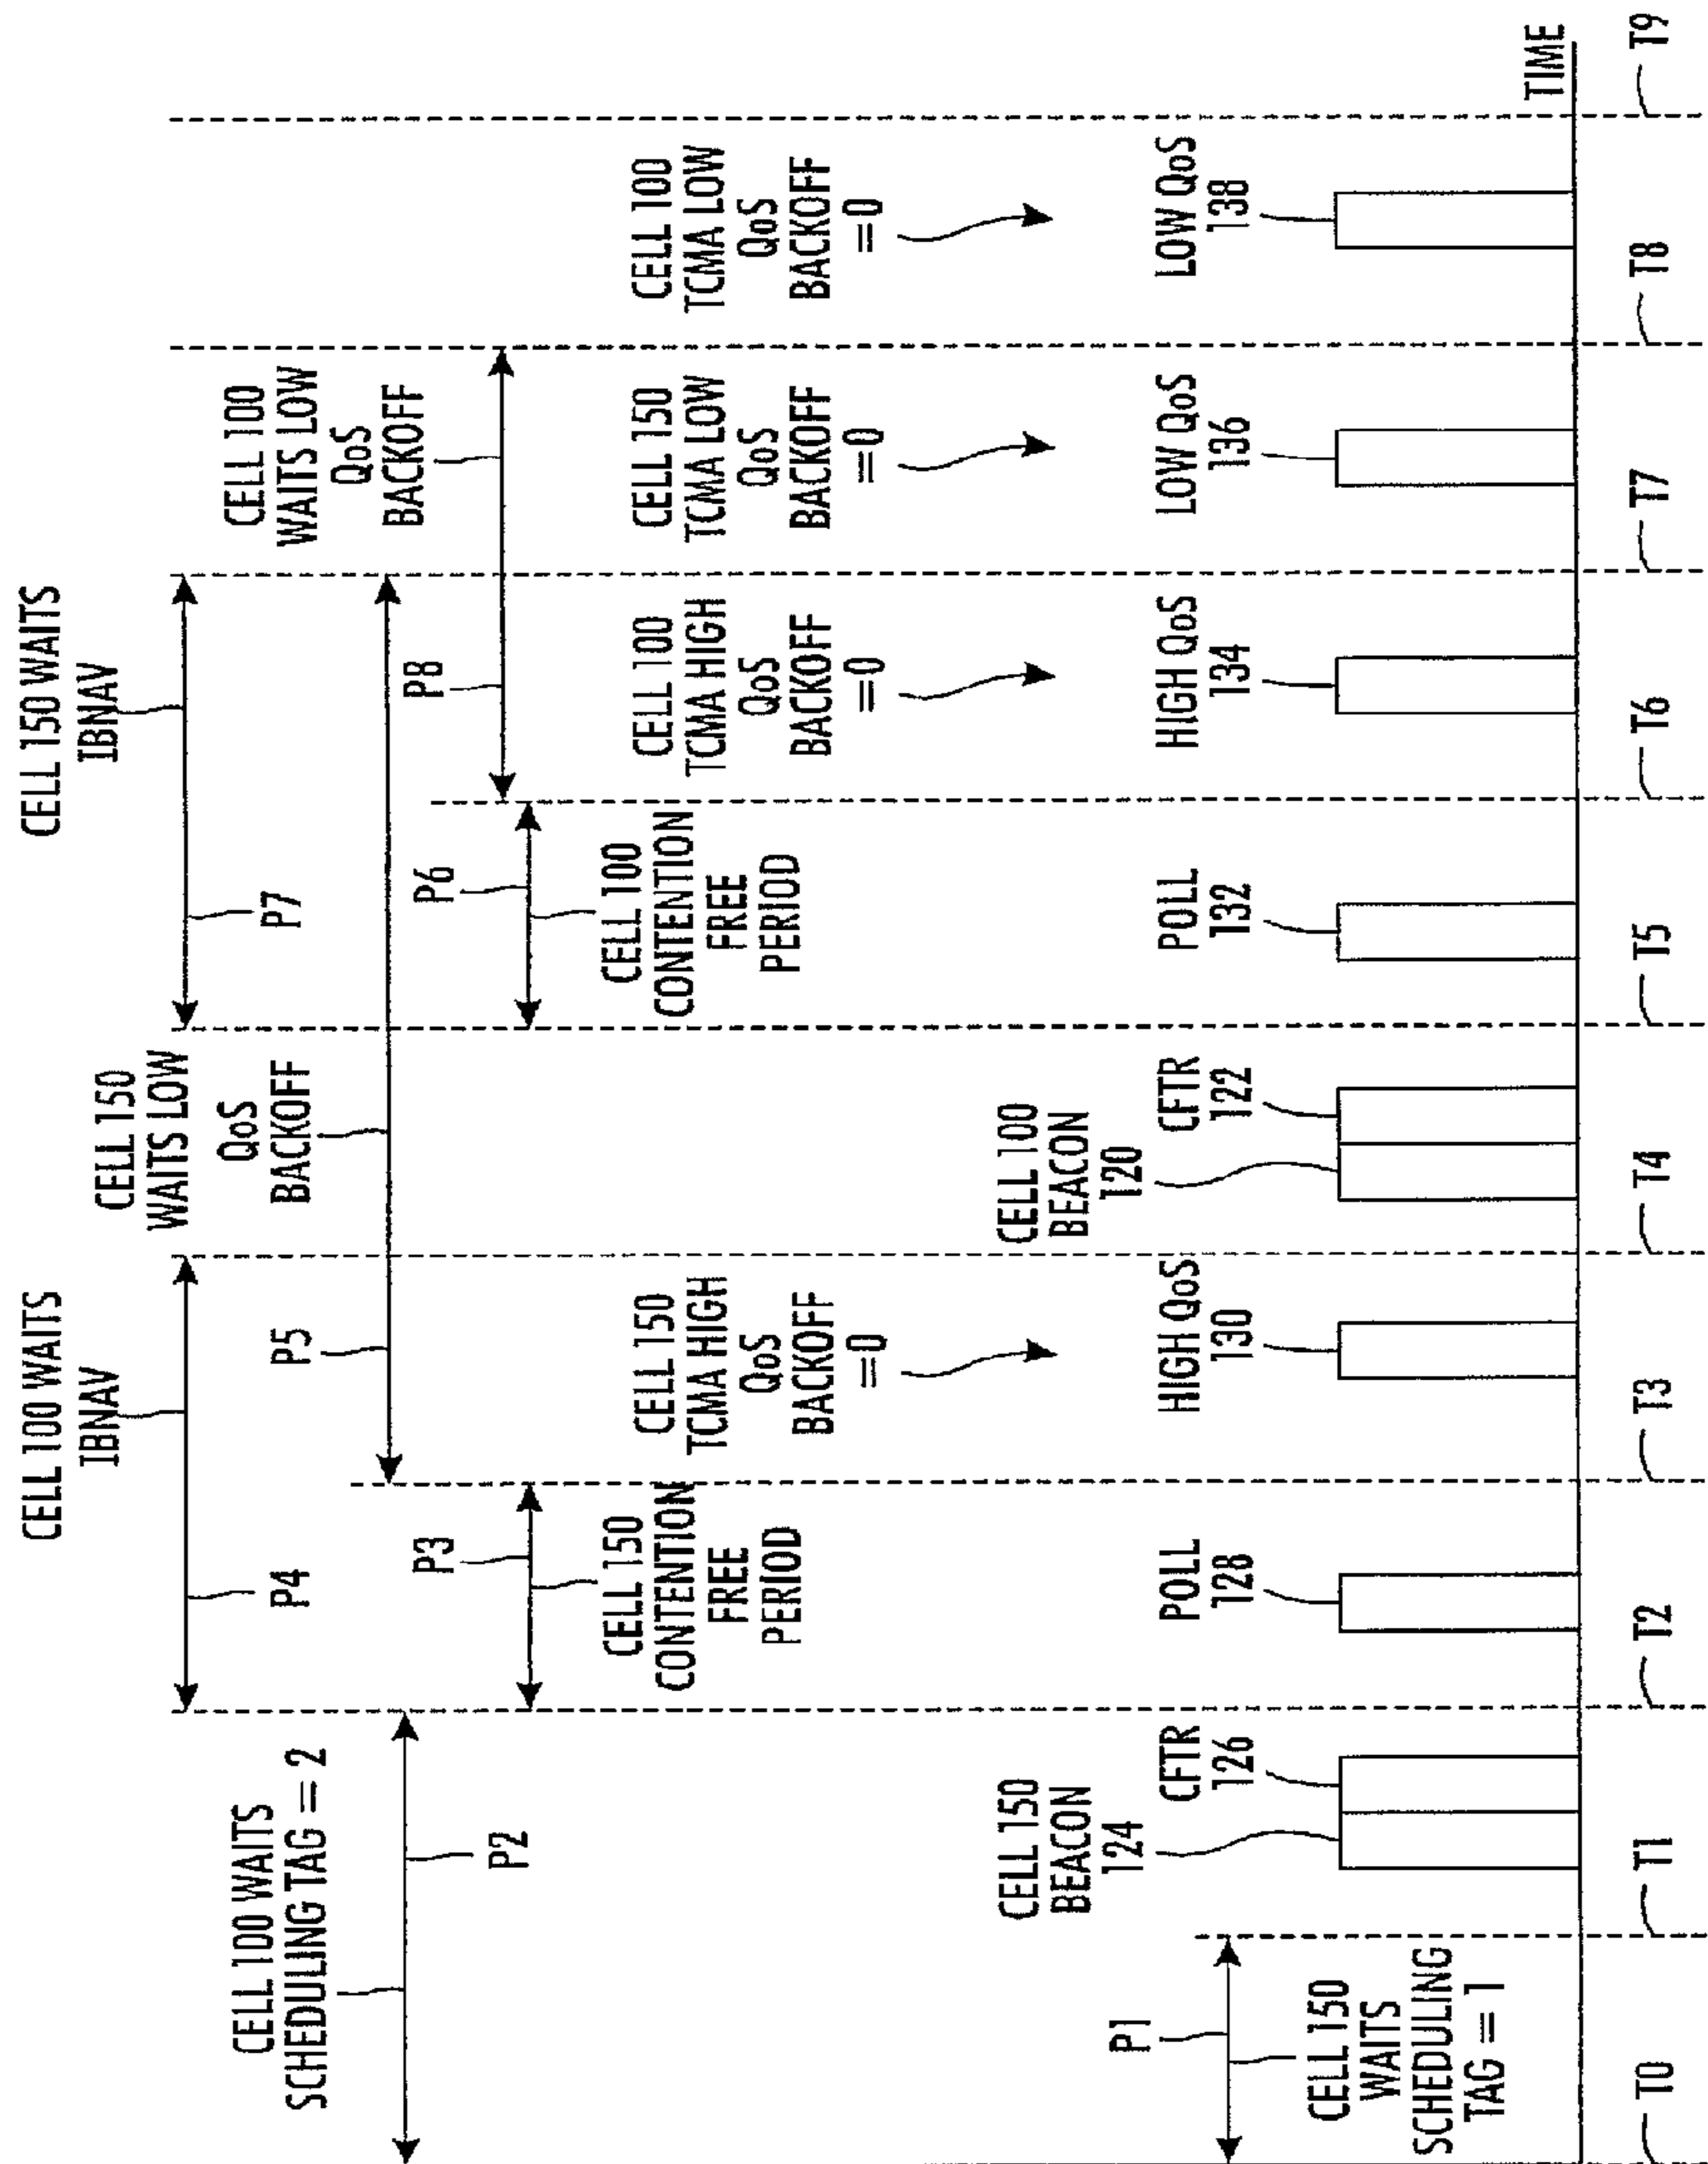 CELL 100 WAITS
SCHEDULING TAG = 2
P2
P1
CELL 150
WAITS
SCHEDULING
TAG = 1
CELL 150
BEACON
124
CFTR
126
CELL 100 WAITS
IBNAV
P4
P3
CELL 150
CONTENTION
FREE
PERIOD
POLL
128
P5
CELL 150
TCMA HIGH
QoS
BACKOFF
=0
HIGH QoS
130
CELL 150
WAITS LOW
QoS
BACKOFF
CELL 100
BEACON
120
CFTR
122
CELL 150 WAITS
IBNAV
P7
P6
CELL 100
CONTENTION
FREE
PERIOD
POLL
132
P8
CELL 100
TCMA HIGH
QoS
BACKOFF
=0
HIGH QoS
134
CELL 100
WAITS LOW
QoS
BACKOFF
CELL 150
TCMA LOW
QoS
BACKOFF
=0
LOW QoS
136
CELL 100
TCMA LOW
QoS
BACKOFF
=0
LOW QoS
138
TIME
T0
T1
T2
T3
T4
T5
T6
T7
T8
T9